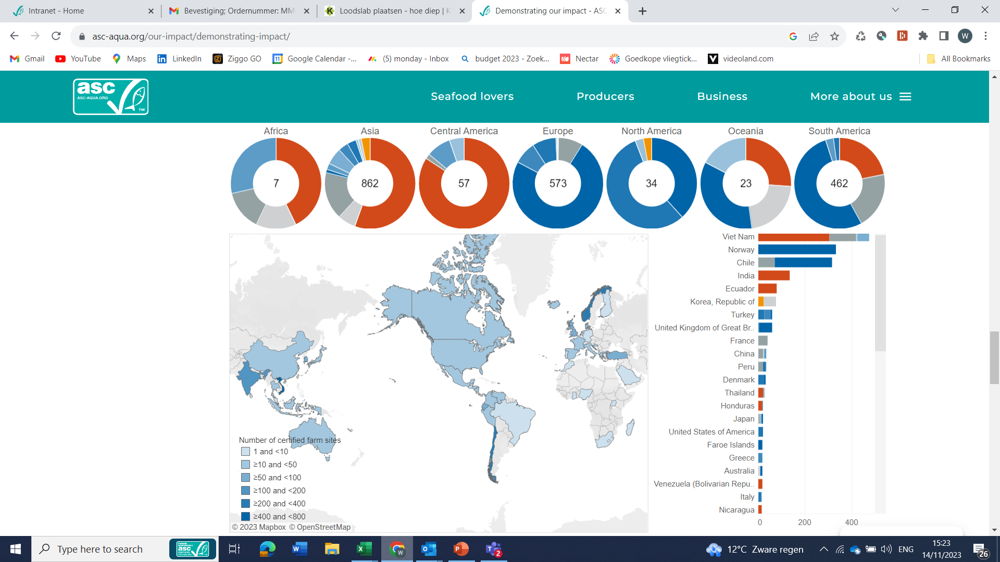 Intranet - Home
Bevestiging; Ordernummer: MM
Loodslab plaatsen - hoe diep | K
Demonstrating our impact - ASC
asc-aqua.org/our-impact/demonstrating-impact/
W
Gmail
YouTube
Maps
LinkedIn
Ziggo GO
11
Google Calendar -...
(5) monday - Inbox
budget 2023 - Zoek...
Nectar
Goedkope vliegtick...
videoland.com
All Bookmarks
asc
ASC-AQUA.ORG
TM
Seafood lovers
Producers
Business
More about us
Africa
Asia
Central America
Europe
North America
Oceania
South America
7
862
57
573
34
23
462
Viet Nam
Norway
Chile
India
Ecuador
Korea, Republic of
Turkey
United Kingdom of Great Br..
France
China
Peru
Denmark
Thailand
Honduras
Japan
United States of America
Faroe Islands
Greece
Australia
Venezuela (Bolivarian Repu..
Italy
Nicaragua
0
200
400
Number of certified farm sites
1 and <10
≥10 and <50
≥50 and <100
≥100 and <200
≥200 and <400
≥400 and <800
© 2023 Mapbox © OpenStreetMap
Type here to search
asc
2
12°C Zware regen
ENG
15:23
14/11/2023
26